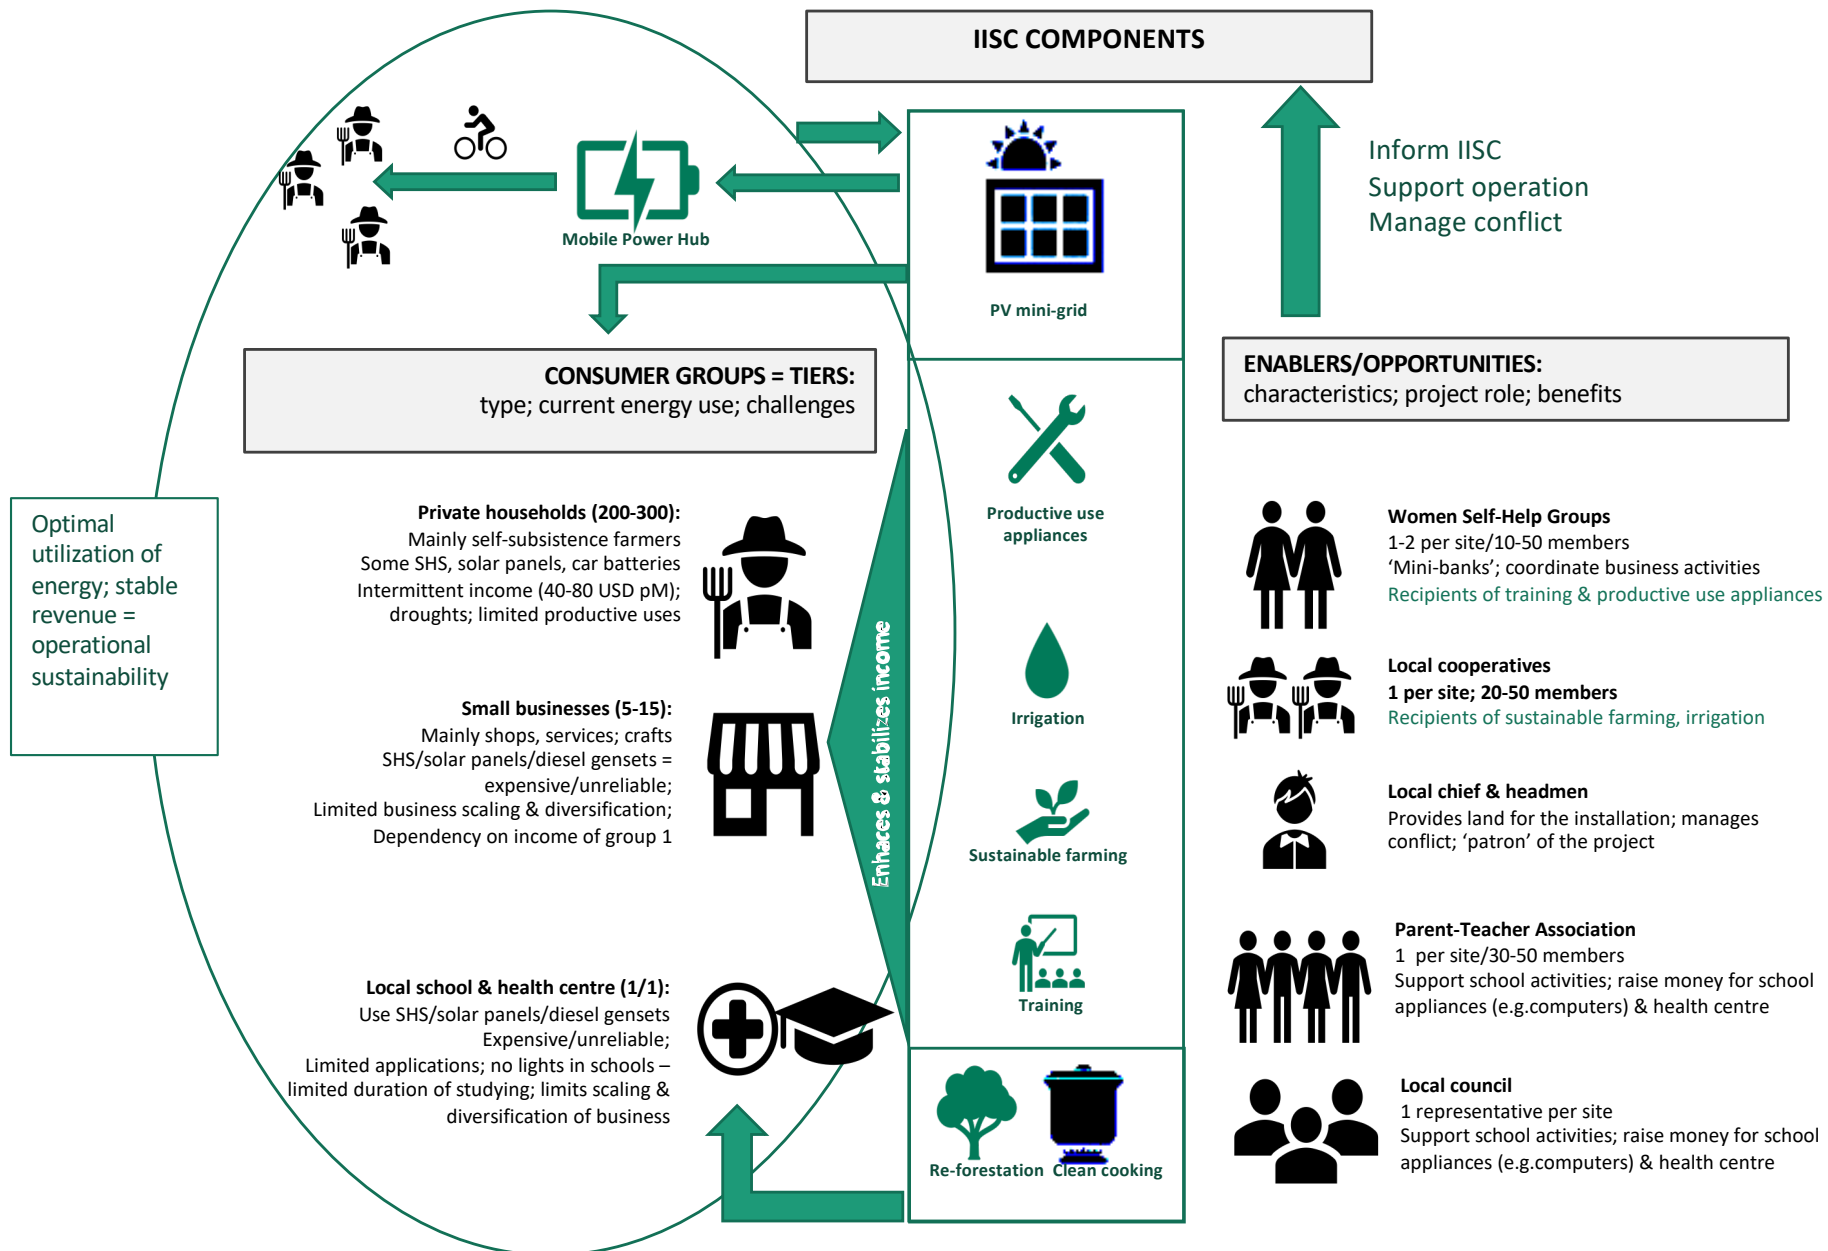 IISC COMPONENTS
Inform IISC
Support operation
Manage conflict
Mobile Power Hub
PV mini-grid
CONSUMER GROUPS = TIERS:
type; current energy use; challenges
ENABLERS/OPPORTUNITIES:
characteristics; project role; benefits
Optimal
utilization of
energy; stable
revenue =
operational
sustainability
Private households (200-300):
Mainly self-subsistence farmers
Some SHS, solar panels, car batteries
Intermittent income (40-80 USD pM);
droughts; limited productive uses
Small businesses (5-15):
Mainly shops, services; crafts
SHS/solar panels/diesel gensets =
expensive/unreliable;
Limited business scaling & diversification;
Dependency on income of group 1
Local school & health centre (1/1):
Use SHS/solar panels/diesel gensets
Expensive/unreliable;
Limited applications; no lights in schools –
limited duration of studying; limits scaling &
diversification of business
Enhaces & stabilizes income
Productive use
appliances
Irrigation
Sustainable farming
Training
Re-forestation
Clean cooking
Women Self-Help Groups
1-2 per site/10-50 members
‘Mini-banks’; coordinate business activities
Recipients of training & productive use appliances
Local cooperatives
1 per site; 20-50 members
Recipients of sustainable farming, irrigation
Local chief & headmen
Provides land for the installation; manages
conflict; ‘patron’ of the project
Parent-Teacher Association
1 per site/30-50 members
Support school activities; raise money for school
appliances (e.g.computers) & health centre
Local council
1 representative per site
Support school activities; raise money for school
appliances (e.g.computers) & health centre